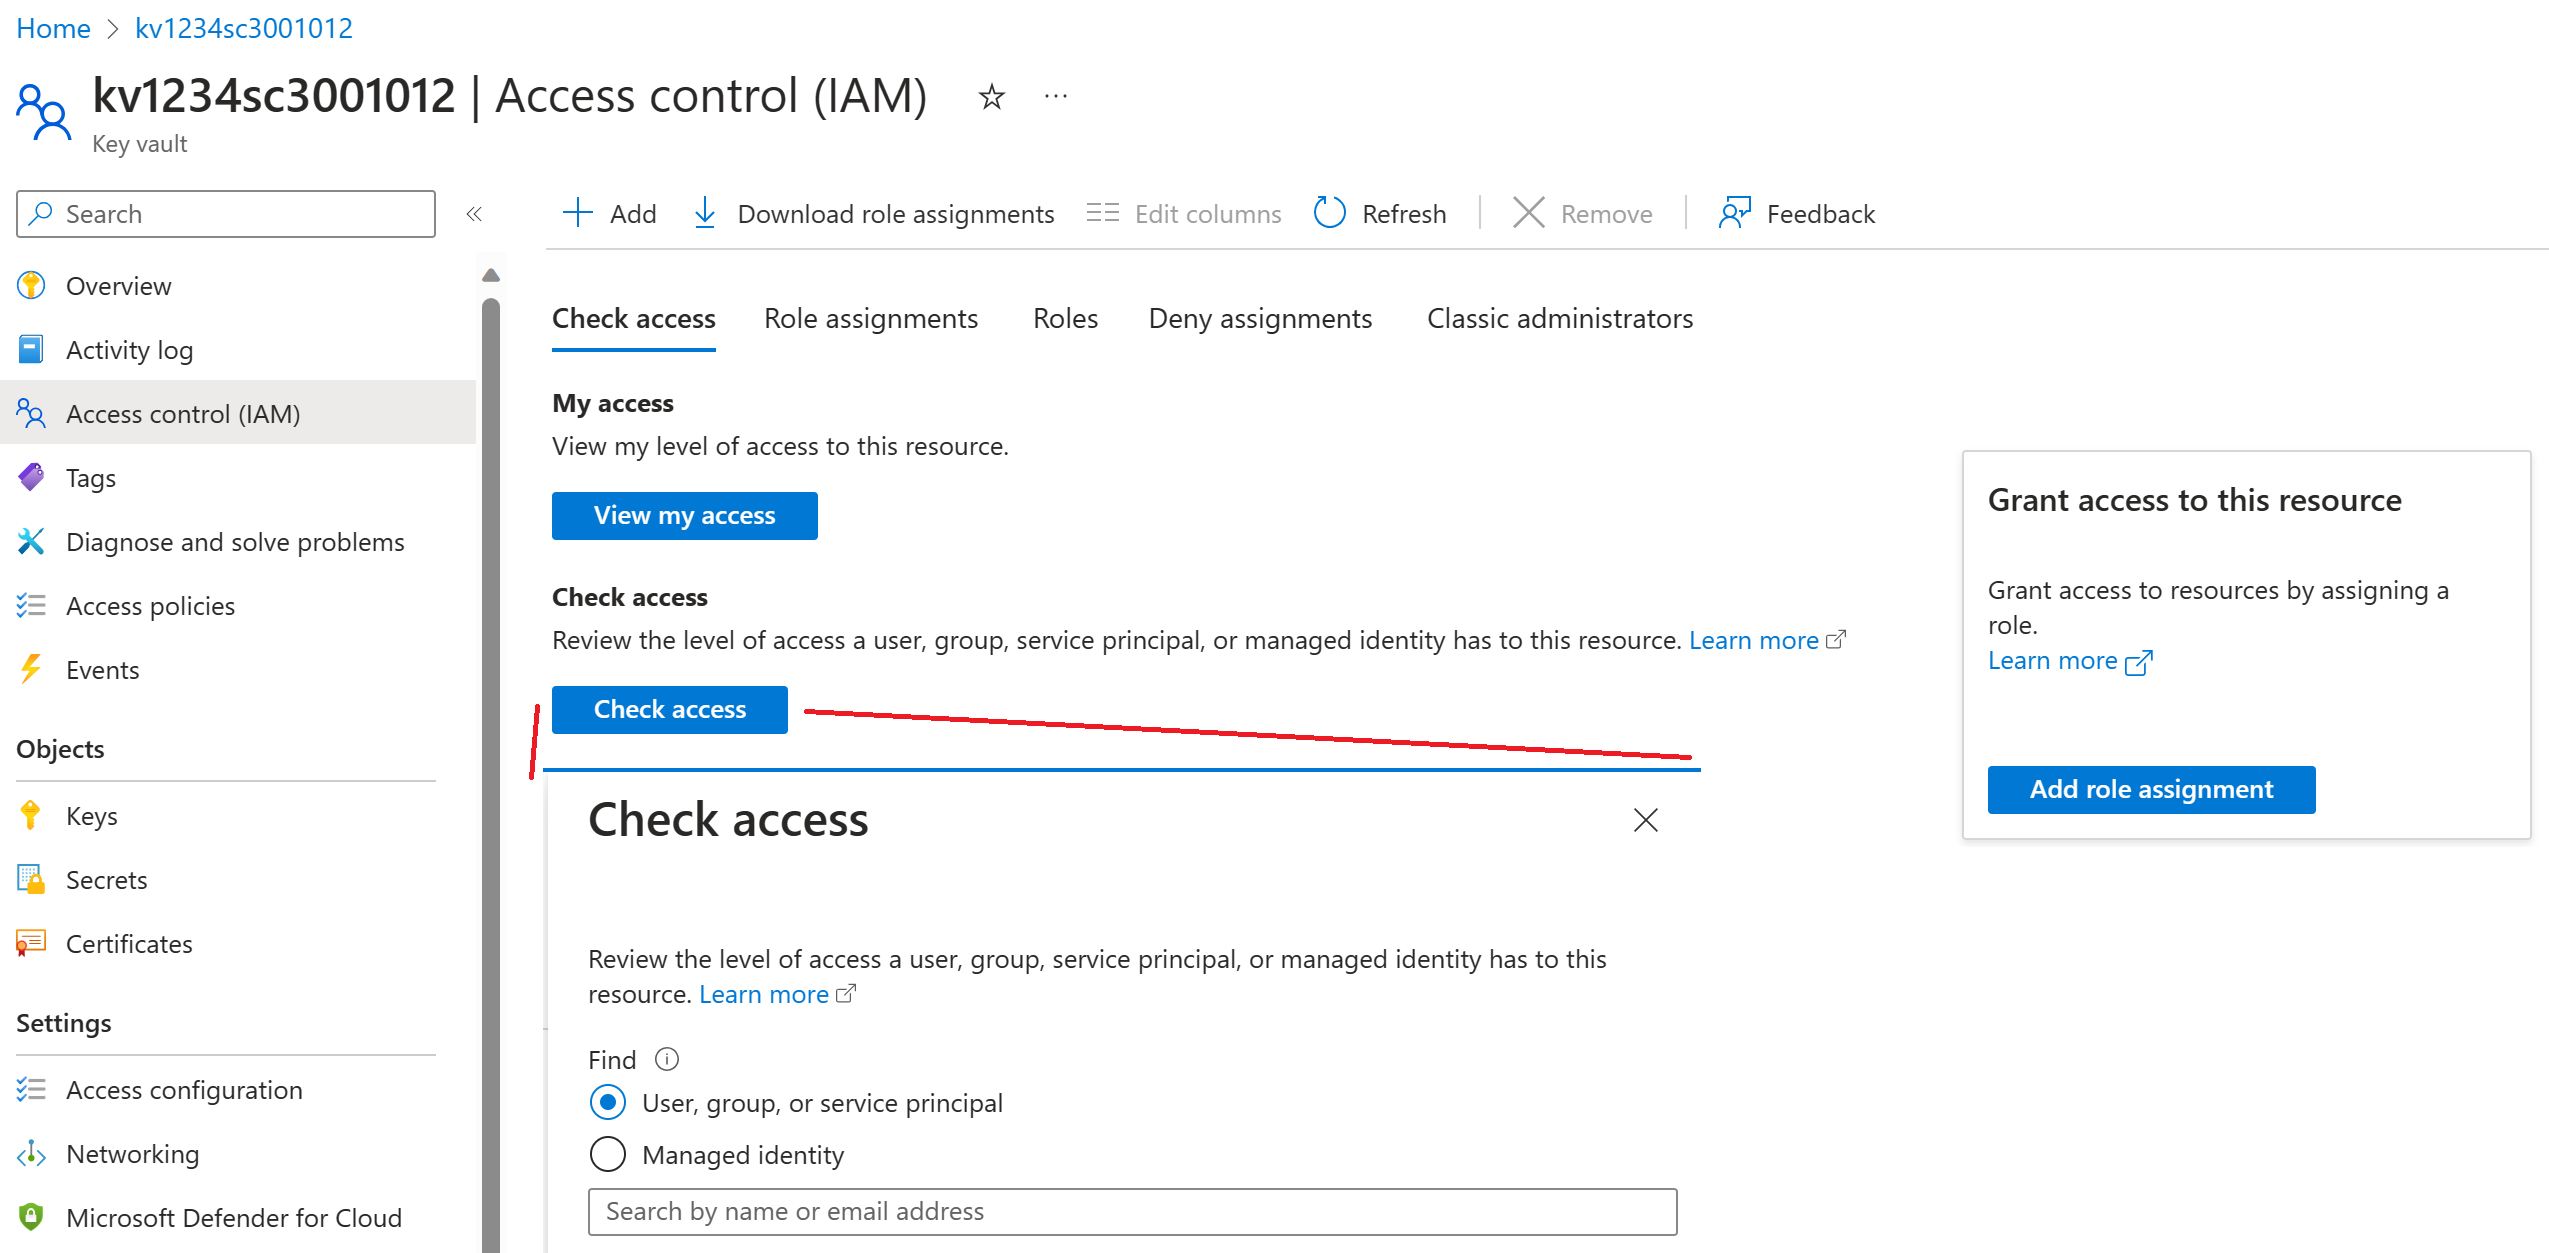 Home > kv1234sc3001012
kv1234sc3001012 | Access control (IAM)
Key vault
Search
Overview
Activity log
Access control (IAM)
Tags
Diagnose and solve problems
Access policies
Events
Objects
Keys
Secrets
Certificates
Settings
Access configuration
Networking
Microsoft Defender for Cloud
Add
Download role assignments
Edit columns
Refresh
Remove
Feedback
Check access
Role assignments
Roles
Deny assignments
Classic administrators
My access
View my level of access to this resource.
View my access
Check access
Review the level of access a user, group, service principal, or managed identity has to this resource. Learn more
Check access
Check access
Review the level of access a user, group, service principal, or managed identity has to this
resource. Learn more
Find
User, group, or service principal
Managed identity
Search by name or email address
Grant access to this resource
Grant access to resources by assigning a
role.
Learn more
Add role assignment